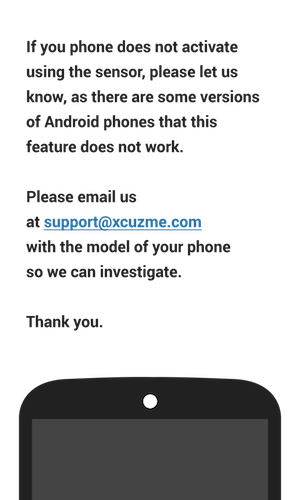 If you phone does not activate
using the sensor, please let us
know, as there are some versions
of Android phones that this
feature does not work.
Please email us
at support@xcuzme.com
with the model of your phone
so we can investigate.
Thank you.